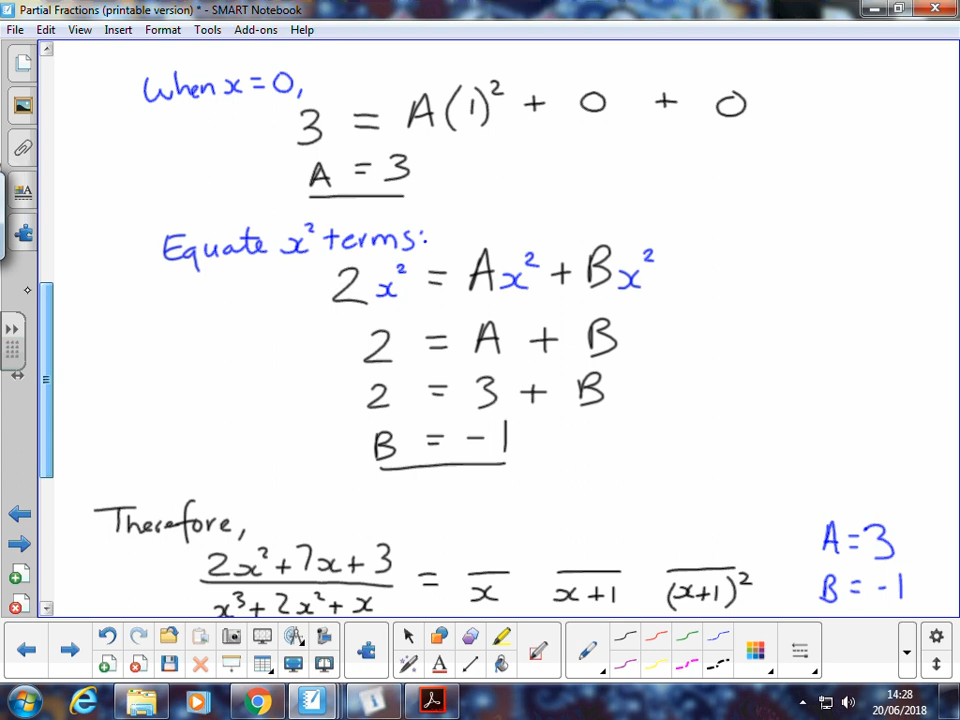 Partial Fractions (printable version) * - SMART Notebook
File Edit View Insert Format Tools Add-ons Help
When x = 0,
3 = A(1)² + 0 + 0
A = 3
Equate x² terms:
2x² = Ax² + Bx²
2 = A + B
2 = 3 + B
B = -1
Therefore,
2x² + 7x + 3
x³ + 2x² + x
=
x
x+1
(x+1)²
A = 3
B = -1
14:28
20/06/2018